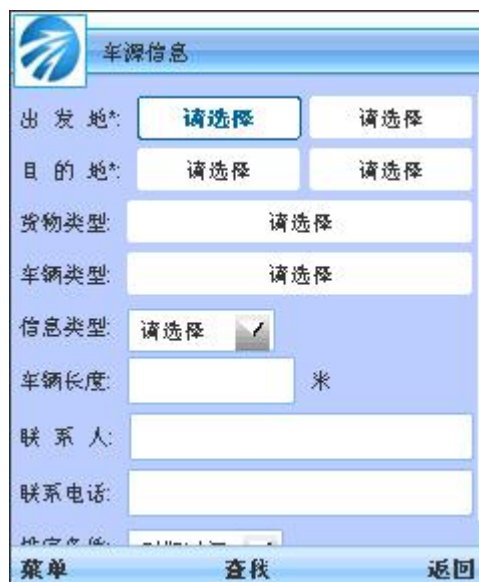 车源信息
出 发 地*: 请选择 请选择
目 的 地*: 请选择 请选择
货物类型: 请选择
车辆类型: 请选择
信息类型: 请选择
车辆长度: 米
联 系 人:
联系电话:
菜单 查找 返回